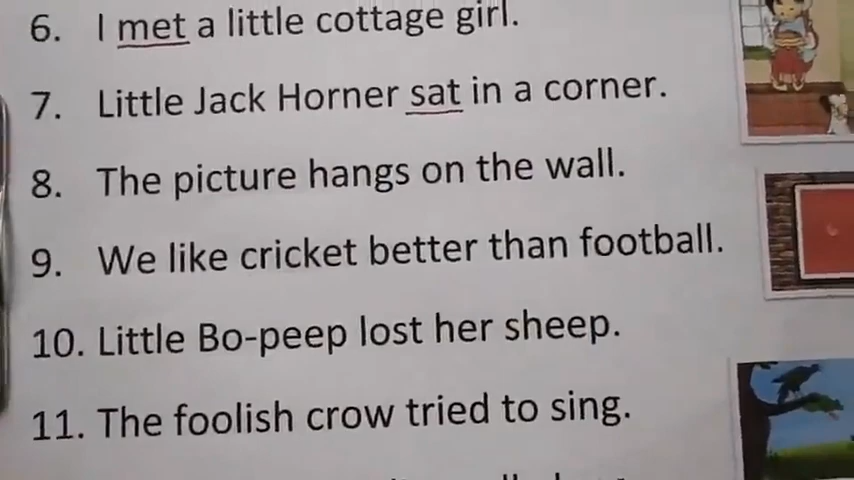 6. I met a little cottage girl.
7. Little Jack Horner sat in a corner.
8. The picture hangs on the wall.
9. We like cricket better than football.
10. Little Bo-peep lost her sheep.
11. The foolish crow tried to sing.